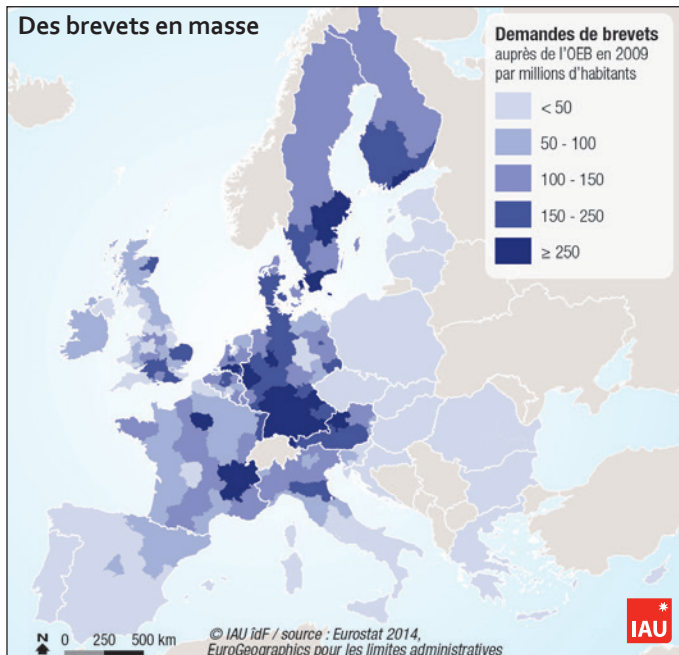 Des brevets en masse
Demandes de brevets
auprès de l'OEB en 2009
par millions d'habitants
< 50
50 - 100
100 - 150
150 - 250
≥ 250
N 0 250 500 km
© IAU îdF / source : Eurostat 2014,
EuroGeographics pour les limites administratives
IAU